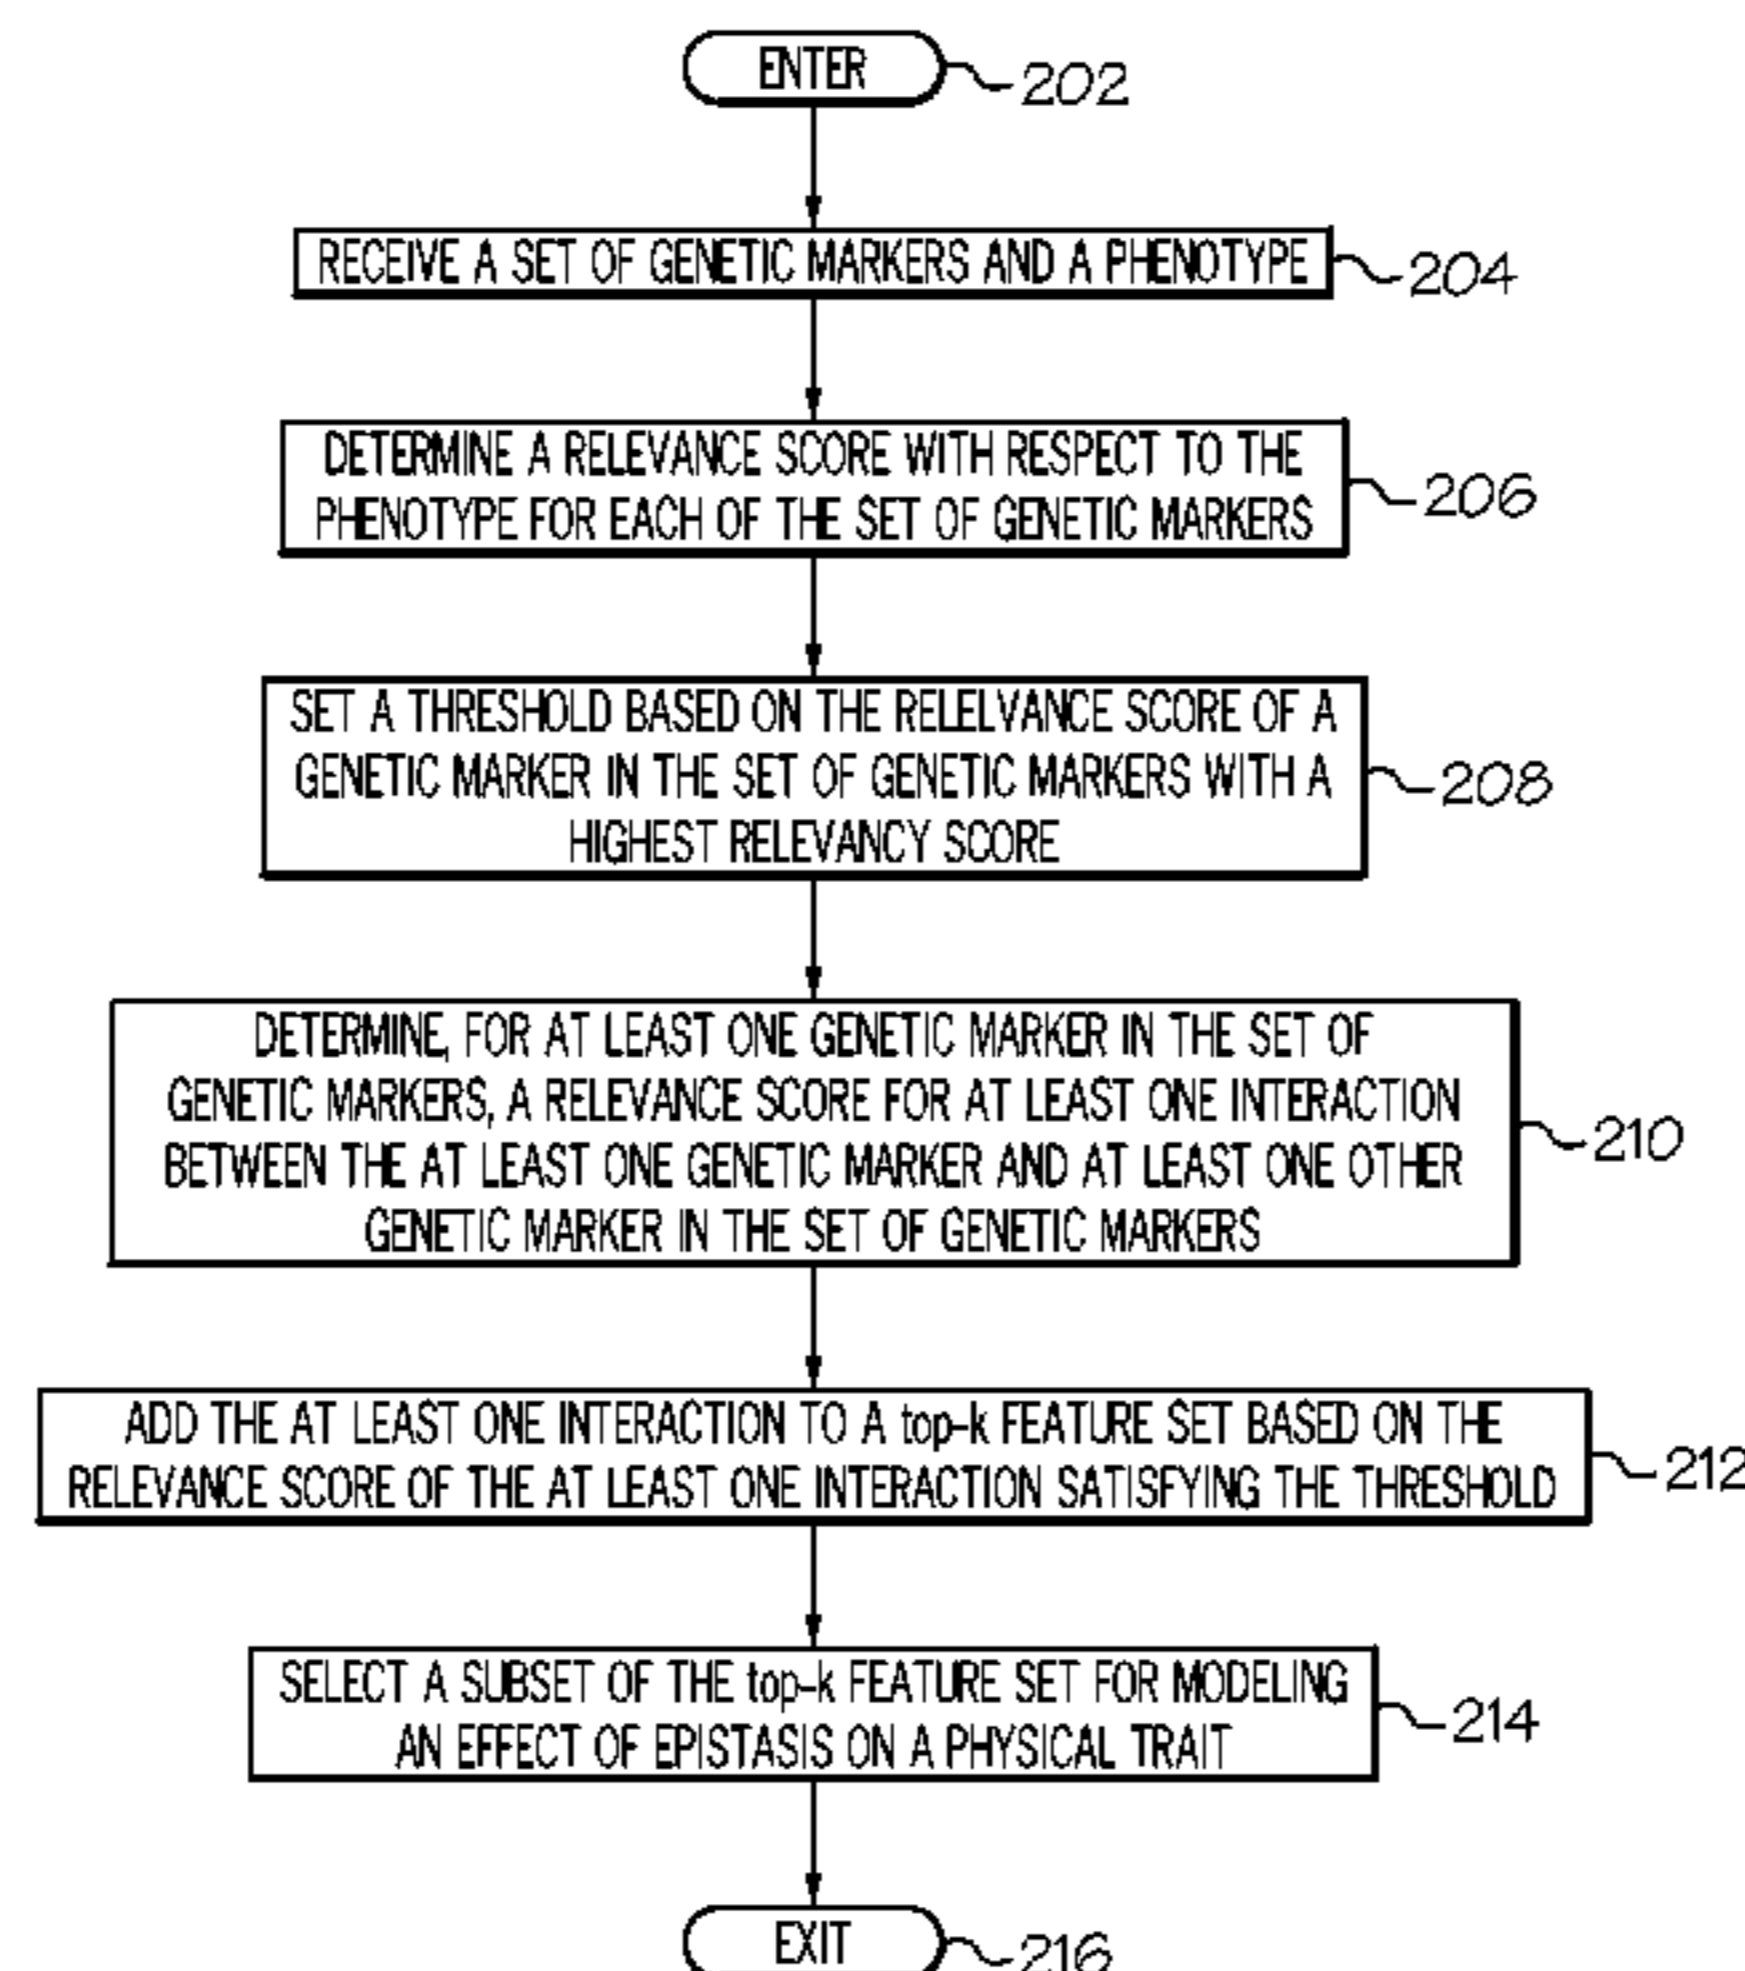 ENTER
202
RECEIVE A SET OF GENETIC MARKERS AND A PHENOTYPE
204
DETERMINE A RELEVANCE SCORE WITH RESPECT TO THE
PHENOTYPE FOR EACH OF THE SET OF GENETIC MARKERS
206
SET A THRESHOLD BASED ON THE RELELVANCE SCORE OF A
GENETIC MARKER IN THE SET OF GENETIC MARKERS WITH A
HIGHEST RELEVANCY SCORE
208
DETERMINE, FOR AT LEAST ONE GENETIC MARKER IN THE SET OF
GENETIC MARKERS, A RELEVANCE SCORE FOR AT LEAST ONE INTERACTION
BETWEEN THE AT LEAST ONE GENETIC MARKER AND AT LEAST ONE OTHER
GENETIC MARKER IN THE SET OF GENETIC MARKERS
210
ADD THE AT LEAST ONE INTERACTION TO A top-k FEATURE SET BASED ON THE
RELEVANCE SCORE OF THE AT LEAST ONE INTERACTION SATISFYING THE THRESHOLD
212
SELECT A SUBSET OF THE top-k FEATURE SET FOR MODELING
AN EFFECT OF EPISTASIS ON A PHYSICAL TRAIT
214
EXIT
216